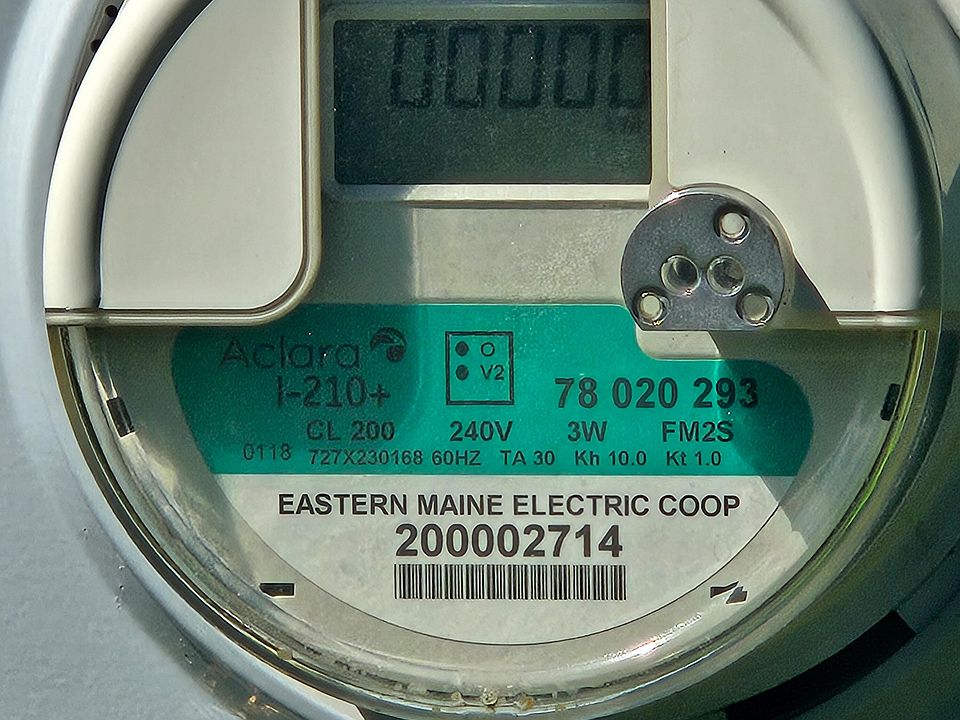 00000
Aclara
I-210+
O
V2
78 020 293
CL 200 240V 3W FM2S
0118 727X230168 60HZ TA 30 Kh 10.0 Kt 1.0
EASTERN MAINE ELECTRIC COOP
200002714